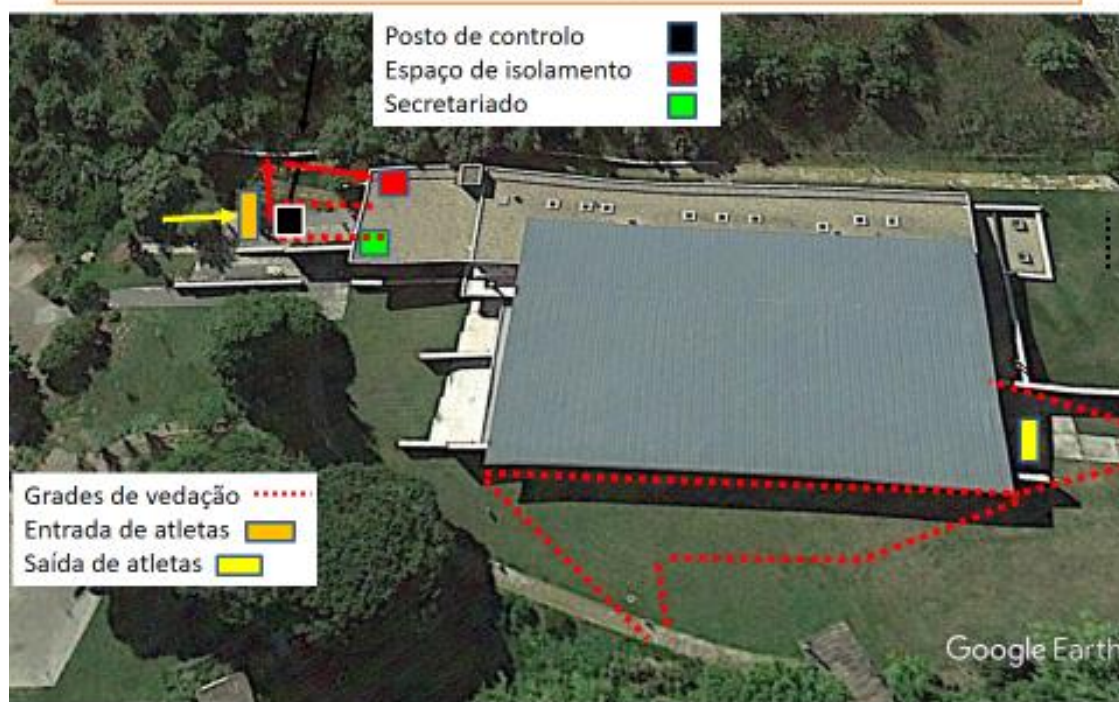 Posto de controlo
Espaço de isolamento
Secretariado
Grades de vedação
Entrada de atletas
Saída de atletas
Google Earth